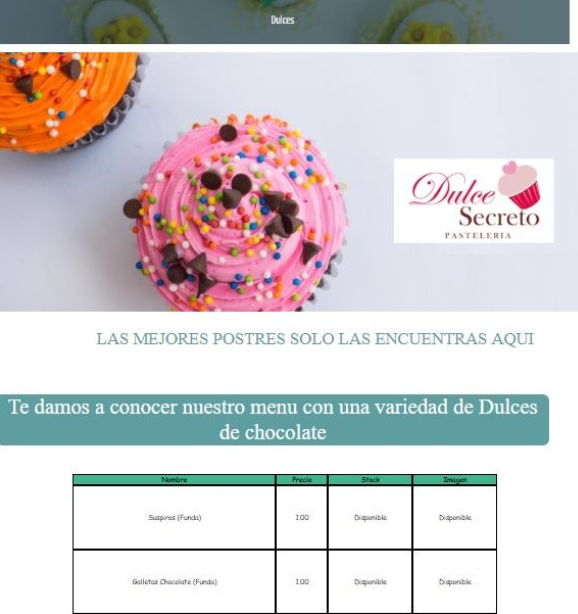 Dulces
Dulce
Secreto
PASTELERIA
LAS MEJORES POSTRES SOLO LAS ENCUENTRAS AQUI
Te damos a conocer nuestro menu con una variedad de Dulces
de chocolate
Nombre Precio Stock Imagen
Suspiros (Funda) 1.00 Disponible Disponible
Galletas Chocolate (Funda) 1.00 Disponible Disponible